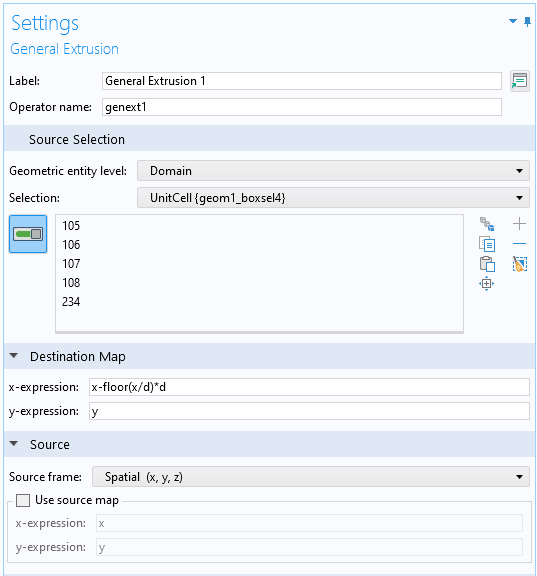 Settings
General Extrusion
Label: General Extrusion 1
Operator name: genext1
Source Selection
Geometric entity level: Domain
Selection: UnitCell {geom1_boxsel4}
105
106
107
108
234
Destination Map
x-expression: x-floor(x/d)*d
y-expression: y
Source
Source frame: Spatial (x, y, z)
Use source map
x-expression: x
y-expression: y